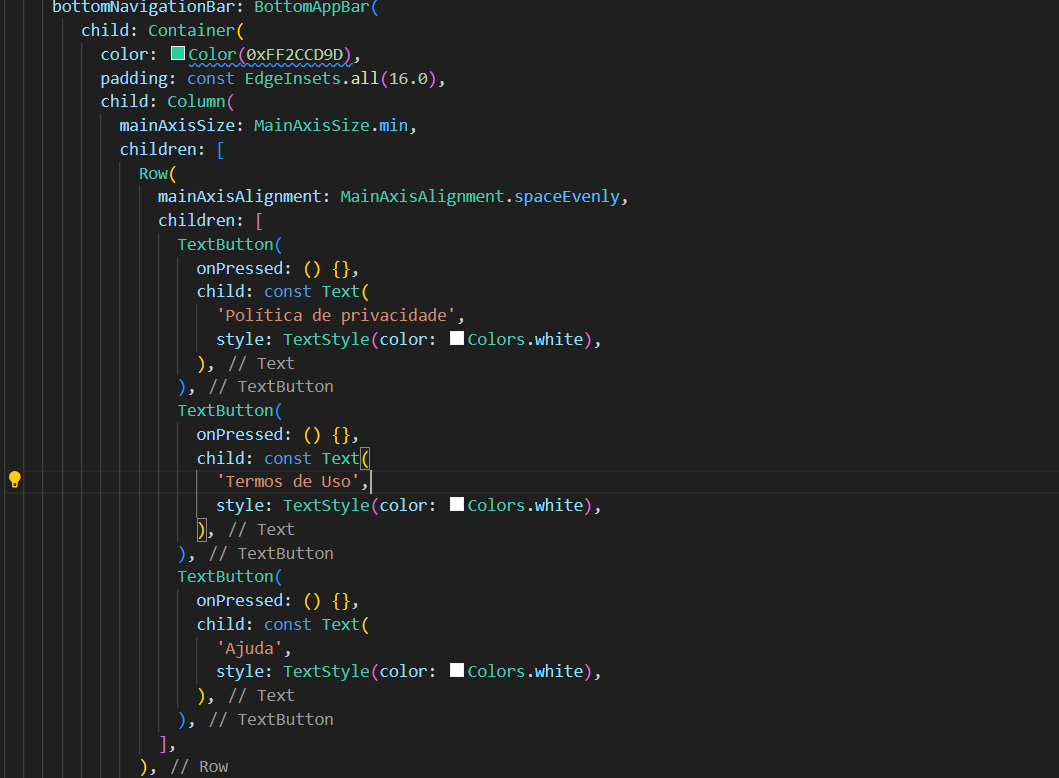 bottomNavigationBar: BottomAppBar(
child: Container(
color: Color(0xFF2CCD9D),
padding: const EdgeInsets.all(16.0),
child: Column(
mainAxisSize: MainAxisSize.min,
children: [
Row(
mainAxisAlignment: MainAxisAlignment.spaceEvenly,
children: [
TextButton(
onPressed: () {},
child: const Text(
'Política de privacidade',
style: TextStyle(color: Colors.white),
), // Text
), // TextButton
TextButton(
onPressed: () {},
child: const Text(
'Termos de Uso',
style: TextStyle(color: Colors.white),
), // Text
), // TextButton
TextButton(
onPressed: () {},
child: const Text(
'Ajuda',
style: TextStyle(color: Colors.white),
), // Text
), // TextButton
],
), // Row